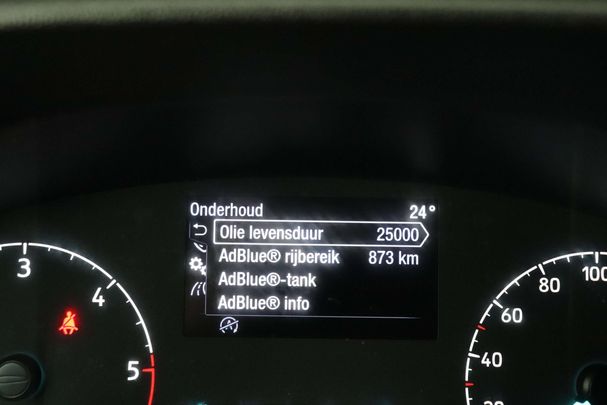 Onderhoud 24°
Olie levensduur 25000
AdBlue® rijbereik 873 km
AdBlue®-tank
AdBlue® info
3
4
5
100
80
60
40